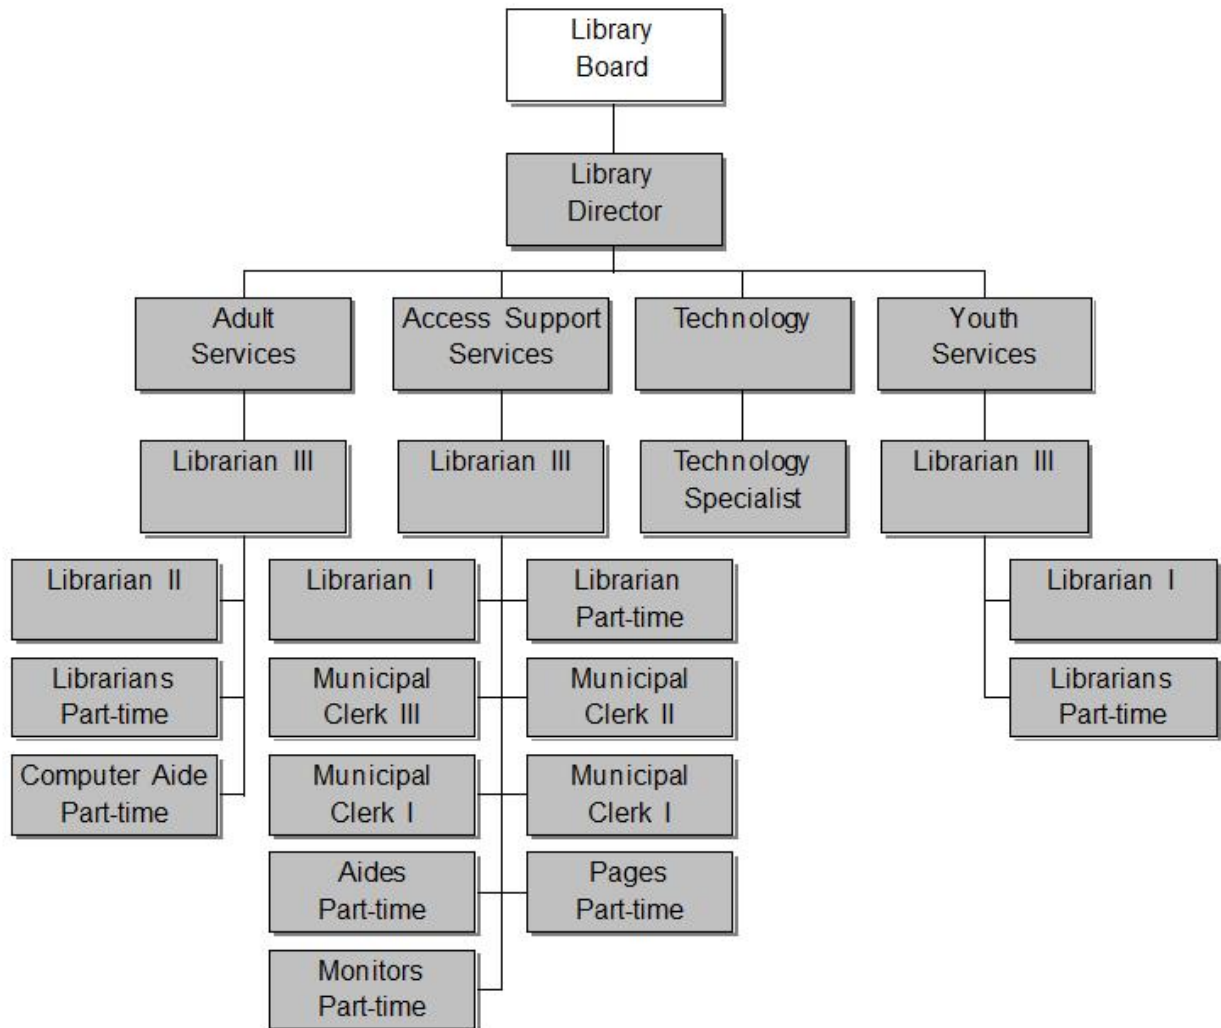 Library
Board
Library
Director
Adult
Services
Access Support
Services
Technology
Youth
Services
Librarian III
Librarian III
Technology
Specialist
Librarian III
Librarian II
Librarians
Part-time
Computer Aide
Part-time
Librarian I
Librarian
Part-time
Municipal
Clerk III
Municipal
Clerk II
Municipal
Clerk I
Municipal
Clerk I
Aides
Part-time
Pages
Part-time
Monitors
Part-time
Librarian I
Librarians
Part-time